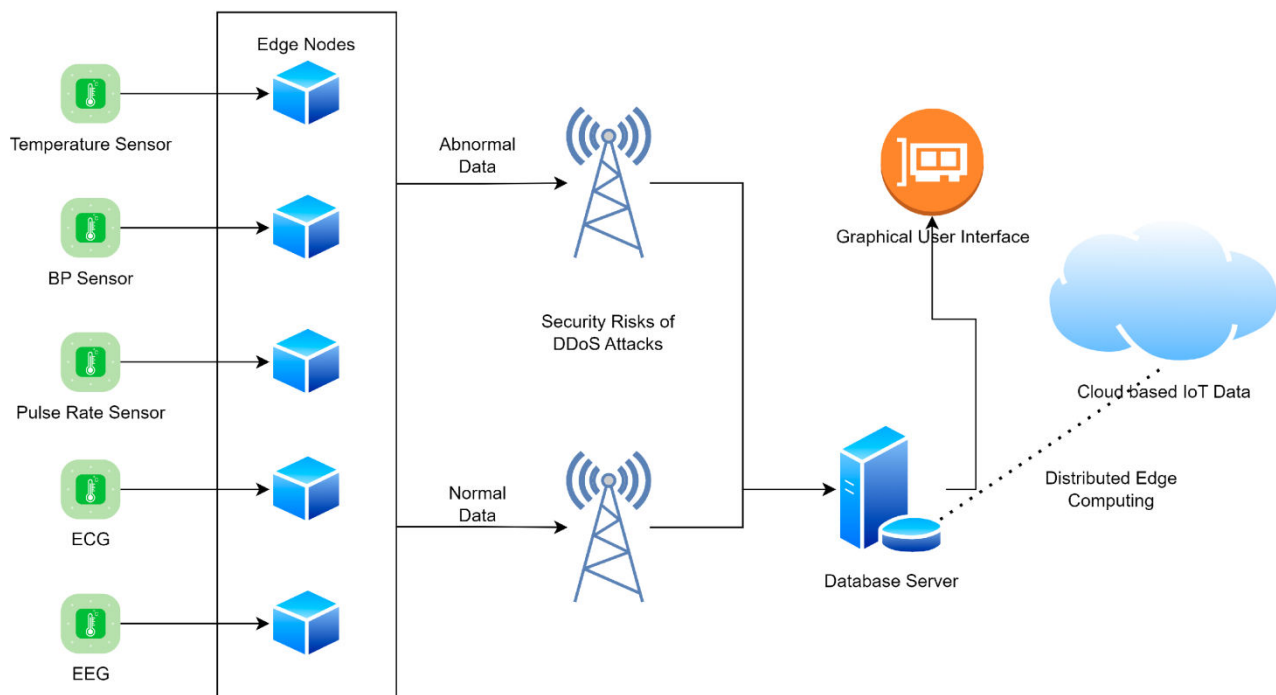 Edge Nodes
Temperature Sensor
BP Sensor
Pulse Rate Sensor
ECG
EEG
Abnormal
Data
Security Risks of
DDoS Attacks
Normal
Data
Graphical User Interface
Cloud based IoT Data
Distributed Edge
Computing
Database Server